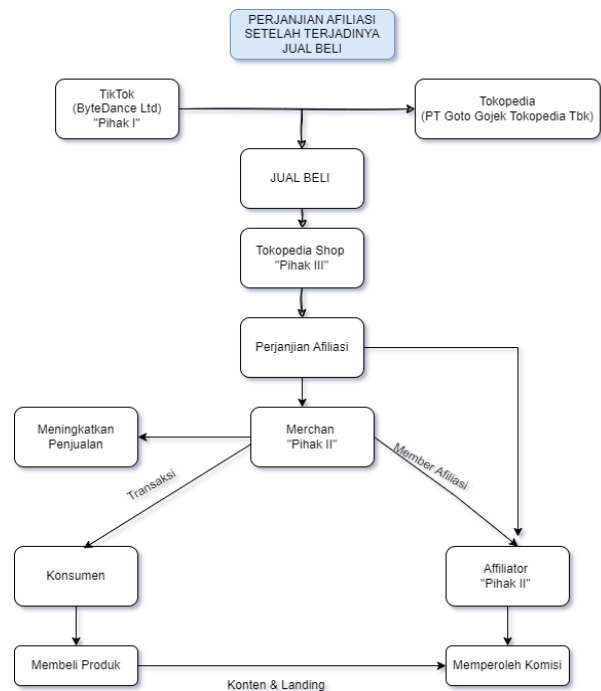 PERJANJIAN AFILIASI
SETELAH TERJADINYA
JUAL BELI
TikTok
(ByteDance Ltd)
"Pihak I"
Tokopedia
(PT Goto Gojek Tokopedia Tbk)
JUAL BELI
Tokopedia Shop
"Pihak III"
Perjanjian Afiliasi
Meningkatkan
Penjualan
Merchan
"Pihak II"
Transaksi
Member Afiliasi
Konsumen
Affiliator
"Pihak II"
Membeli Produk
Memperoleh Komisi
Konten & Landing